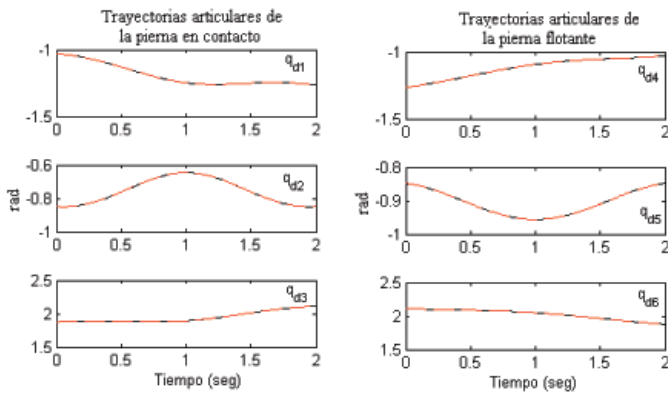 Trayectorias articulares de
la pierna en contacto
-1
-1.5
q_d1
0 0.5 1 1.5 2
rad
-0.6
-0.8
-1
q_d2
0 0.5 1 1.5 2
2.5
2
1.5
q_d3
0 0.5 1 1.5 2
Tiempo (seg)
Trayectorias articulares de
la pierna flotante
-1
-1.5
q_d4
0 0.5 1 1.5 2
rad
-0.8
-0.9
-1
q_d5
0 0.5 1 1.5 2
2.5
2
1.5
q_d6
0 0.5 1 1.5 2
Tiempo (seg)